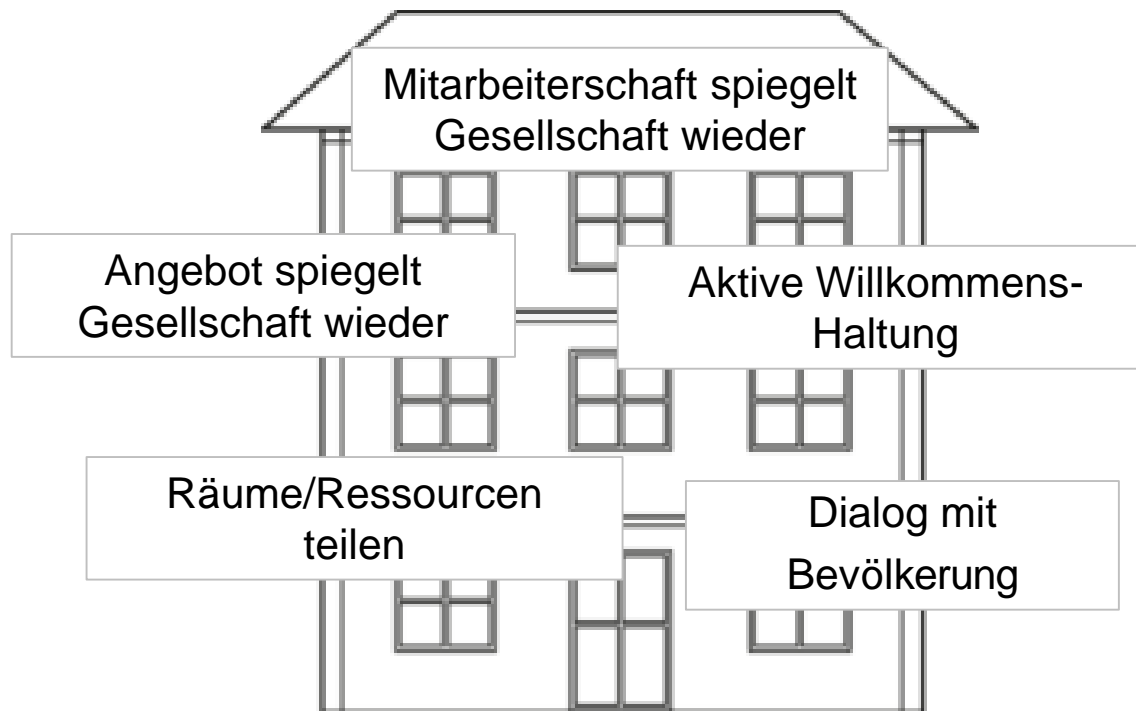 Mitarbeiterschaft spiegelt
Gesellschaft wieder
Angebot spiegelt
Gesellschaft wieder
Aktive Willkommens-
Haltung
Räume/Ressourcen
teilen
Dialog mit
Bevölkerung